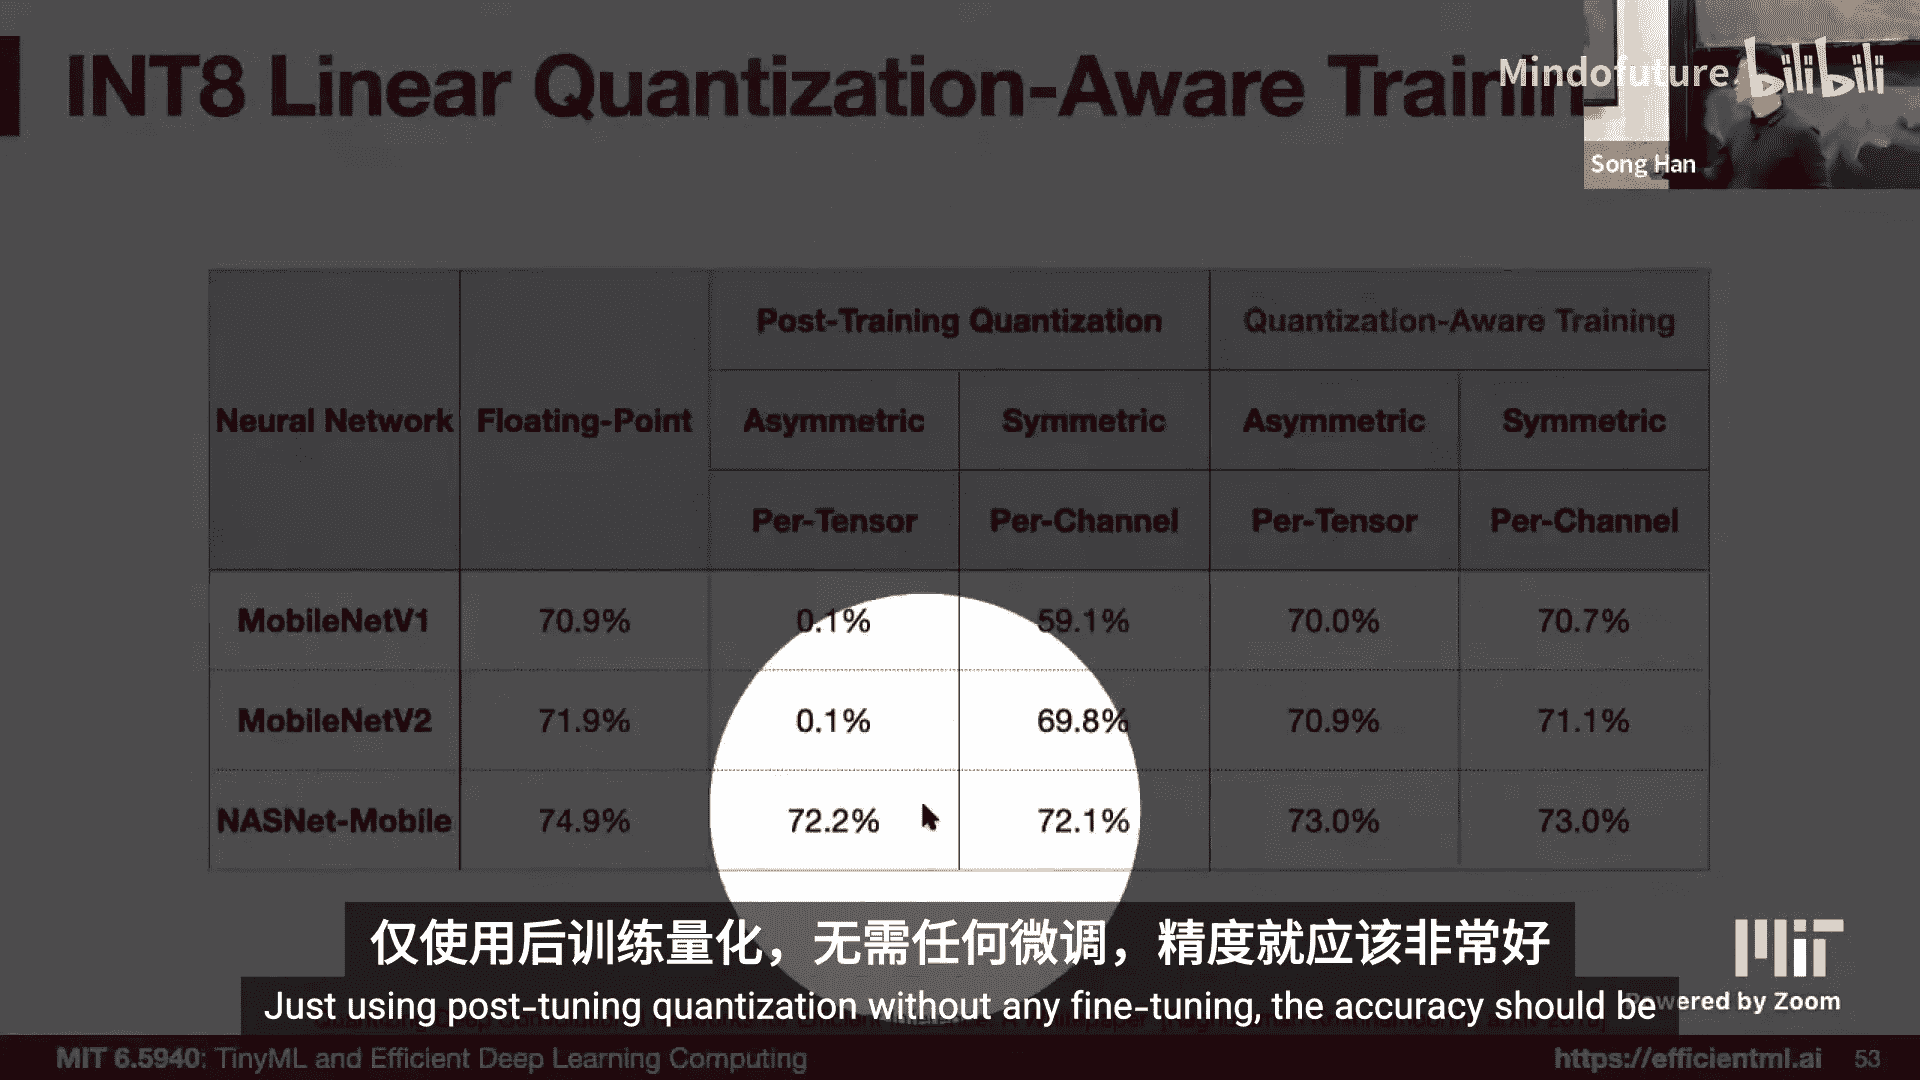 INT8 Linear Quantization-Aware Trainin
Mindofuture
bilibili
Song Han
Post-Training Quantization Quantization-Aware Training
Neural Network Floating-Point Asymmetric Symmetric Asymmetric Symmetric
Per-Tensor Per-Channel Per-Tensor Per-Channel
MobileNetV1 70.9% 0.1% 59.1% 70.0% 70.7%
MobileNetV2 71.9% 0.1% 69.8% 70.9% 71.1%
NASNet-Mobile 74.9% 72.2% 72.1% 73.0% 73.0%
仅使用后训练量化，无需任何微调，精度就应该非常好
Just using post-tuning quantization without any fine-tuning, the accuracy should be
MIT
Powered by Zoom
MIT 6.5940: TinyML and Efficient Deep Learning Computing
https://efficientml.ai 53